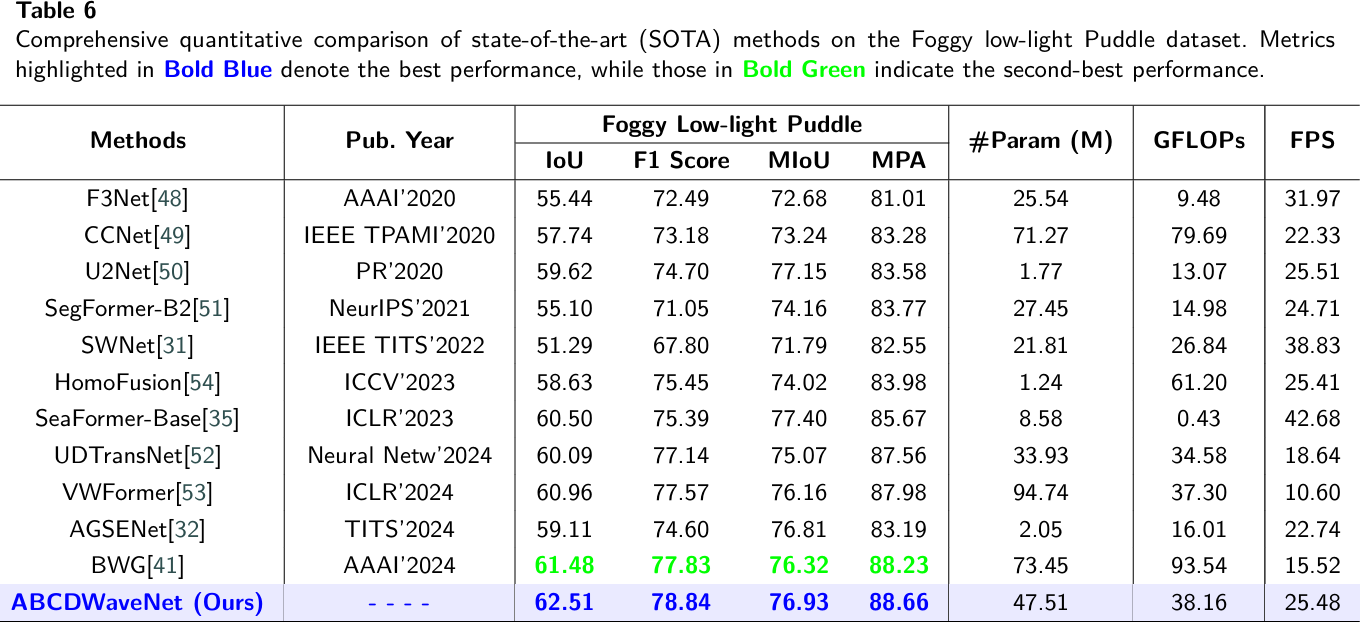 Table 6
Comprehensive quantitative comparison of state-of-the-art (SOTA) methods on the Foggy low-light Puddle dataset. Metrics
highlighted in Bold Blue denote the best performance, while those in Bold Green indicate the second-best performance.
Methods Pub. Year Foggy Low-light Puddle #Param (M) GFLOPs FPS
IoU F1 Score MIoU MPA
F3Net[48] AAAI'2020 55.44 72.49 72.68 81.01 25.54 9.48 31.97
CCNet[49] IEEE TPAMI'2020 57.74 73.18 73.24 83.28 71.27 79.69 22.33
U2Net[50] PR'2020 59.62 74.70 77.15 83.58 1.77 13.07 25.51
SegFormer-B2[51] NeurIPS'2021 55.10 71.05 74.16 83.77 27.45 14.98 24.71
SWNet[31] IEEE TITS'2022 51.29 67.80 71.79 82.55 21.81 26.84 38.83
HomoFusion[54] ICCV'2023 58.63 75.45 74.02 83.98 1.24 61.20 25.41
SeaFormer-Base[35] ICLR'2023 60.50 75.39 77.40 85.67 8.58 0.43 42.68
UDTransNet[52] Neural Netw'2024 60.09 77.14 75.07 87.56 33.93 34.58 18.64
VWFormer[53] ICLR'2024 60.96 77.57 76.16 87.98 94.74 37.30 10.60
AGSENet[32] TITS'2024 59.11 74.60 76.81 83.19 2.05 16.01 22.74
BWG[41] AAAI'2024 61.48 77.83 76.32 88.23 73.45 93.54 15.52
ABCDWaveNet (Ours) - - - - 62.51 78.84 76.93 88.66 47.51 38.16 25.48